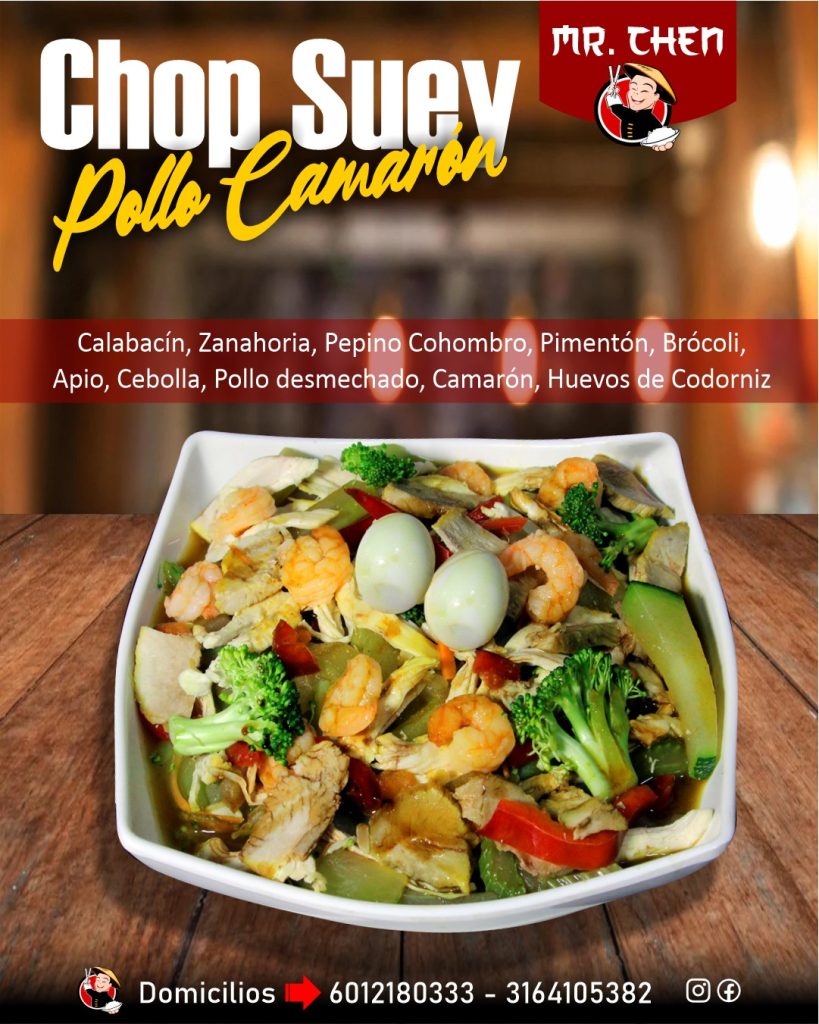 MR. CHEN
Chop Suey
Pollo Camarón
Calabacín, Zanahoria, Pepino Cohombro, Pimentón, Brócoli,
Apio, Cebolla, Pollo desmechado, Camarón, Huevos de Codorniz
Domicilios 6012180333 - 3164105382